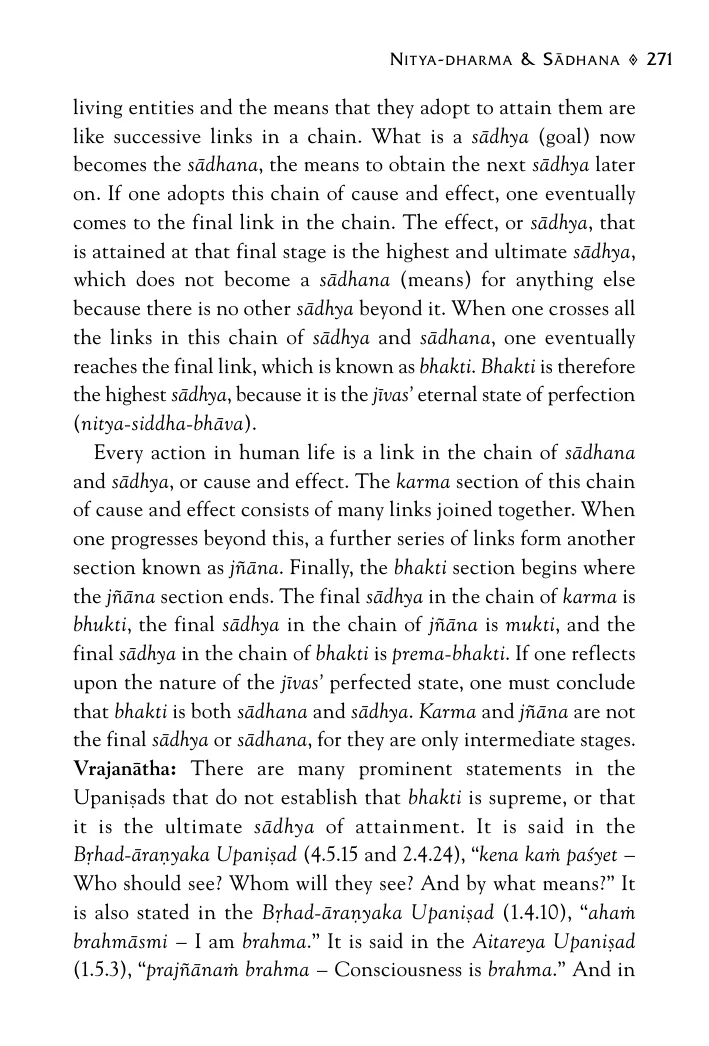 Nitya-dharma & Sādhana ◊ 271
living entities and the means that they adopt to attain them are
like successive links in a chain. What is a sādhya (goal) now
becomes the sādhana, the means to obtain the next sādhya later
on. If one adopts this chain of cause and effect, one eventually
comes to the final link in the chain. The effect, or sādhya, that
is attained at that final stage is the highest and ultimate sādhya,
which does not become a sādhana (means) for anything else
because there is no other sādhya beyond it. When one crosses all
the links in this chain of sādhya and sādhana, one eventually
reaches the final link, which is known as bhakti. Bhakti is therefore
the highest sādhya, because it is the jīvas’ eternal state of perfection
(nitya-siddha-bhāva).
Every action in human life is a link in the chain of sādhana
and sādhya, or cause and effect. The karma section of this chain
of cause and effect consists of many links joined together. When
one progresses beyond this, a further series of links form another
section known as jñāna. Finally, the bhakti section begins where
the jñāna section ends. The final sādhya in the chain of karma is
bhukti, the final sādhya in the chain of jñāna is mukti, and the
final sādhya in the chain of bhakti is prema-bhakti. If one reflects
upon the nature of the jīvas’ perfected state, one must conclude
that bhakti is both sādhana and sādhya. Karma and jñāna are not
the final sādhya or sādhana, for they are only intermediate stages.
Vrajanātha: There are many prominent statements in the
Upaniṣads that do not establish that bhakti is supreme, or that
it is the ultimate sādhya of attainment. It is said in the
Bṛhad-āraṇyaka Upaniṣad (4.5.15 and 2.4.24), “kena kaṁ paśyet –
Who should see? Whom will they see? And by what means?” It
is also stated in the Bṛhad-āraṇyaka Upaniṣad (1.4.10), “ahaṁ
brahmāsmi – I am brahma.” It is said in the Aitareya Upaniṣad
(1.5.3), “prajñānaṁ brahma – Consciousness is brahma.” And in